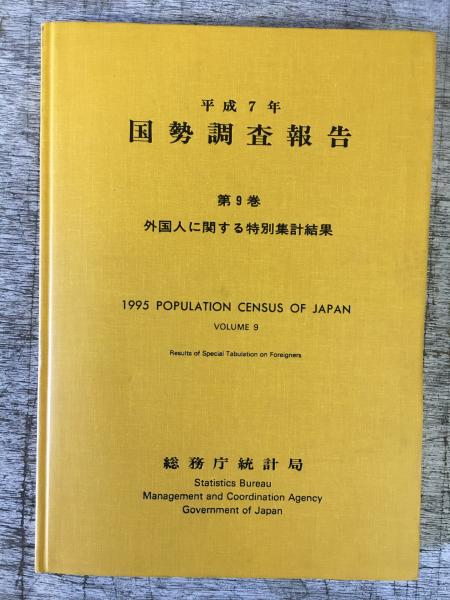 平成7年
国勢調査報告
第9巻
外国人に関する特別集計結果
1995 POPULATION CENSUS OF JAPAN
VOLUME 9
Results of Special Tabulation on Foreigners
総務庁統計局
Statistics Bureau
Management and Coordination Agency
Government of Japan